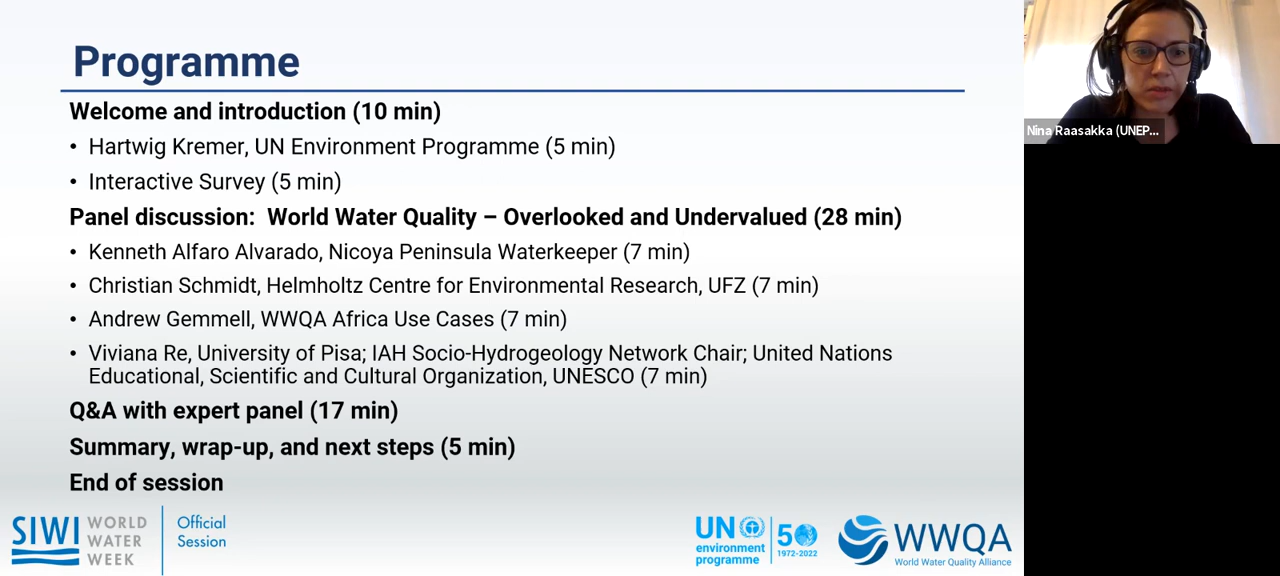 Programme
Welcome and introduction (10 min)
• Hartwig Kremer, UN Environment Programme (5 min)
• Interactive Survey (5 min)
Panel discussion:  World Water Quality – Overlooked and Undervalued (28 min)
• Kenneth Alfaro Alvarado, Nicoya Peninsula Waterkeeper (7 min)
• Christian Schmidt, Helmholtz Centre for Environmental Research, UFZ (7 min)
• Andrew Gemmell, WWQA Africa Use Cases (7 min)
• Viviana Re, University of Pisa; IAH Socio-Hydrogeology Network Chair; United Nations
Educational, Scientific and Cultural Organization, UNESCO (7 min)
Q&A with expert panel (17 min)
Summary, wrap-up, and next steps (5 min)
End of session
SIWI
WORLD
WATER
WEEK
Official
Session
UN
environment
programme
50
1972-2022
WWQA
World Water Quality Alliance
Nina Raasakka (UNEP...